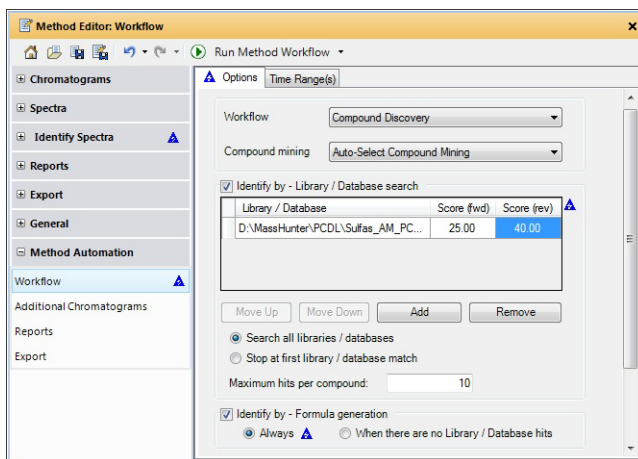 Method Editor: Workflow
Run Method Workflow
Chromatograms
Spectra
Identify Spectra
Reports
Export
General
Method Automation
Workflow
Additional Chromatograms
Reports
Export
Options
Time Range(s)
Workflow
Compound Discovery
Compound mining
Auto-Select Compound Mining
Identify by - Library / Database search
Library / Database Score (fwd) Score (rev)
D:\MassHunter\PCDL\Sulfas_AM_PC... 25.00 40.00
Move Up Move Down Add Remove
Search all libraries / databases
Stop at first library / database match
Maximum hits per compound: 10
Identify by - Formula generation
Always When there are no Library / Database hits